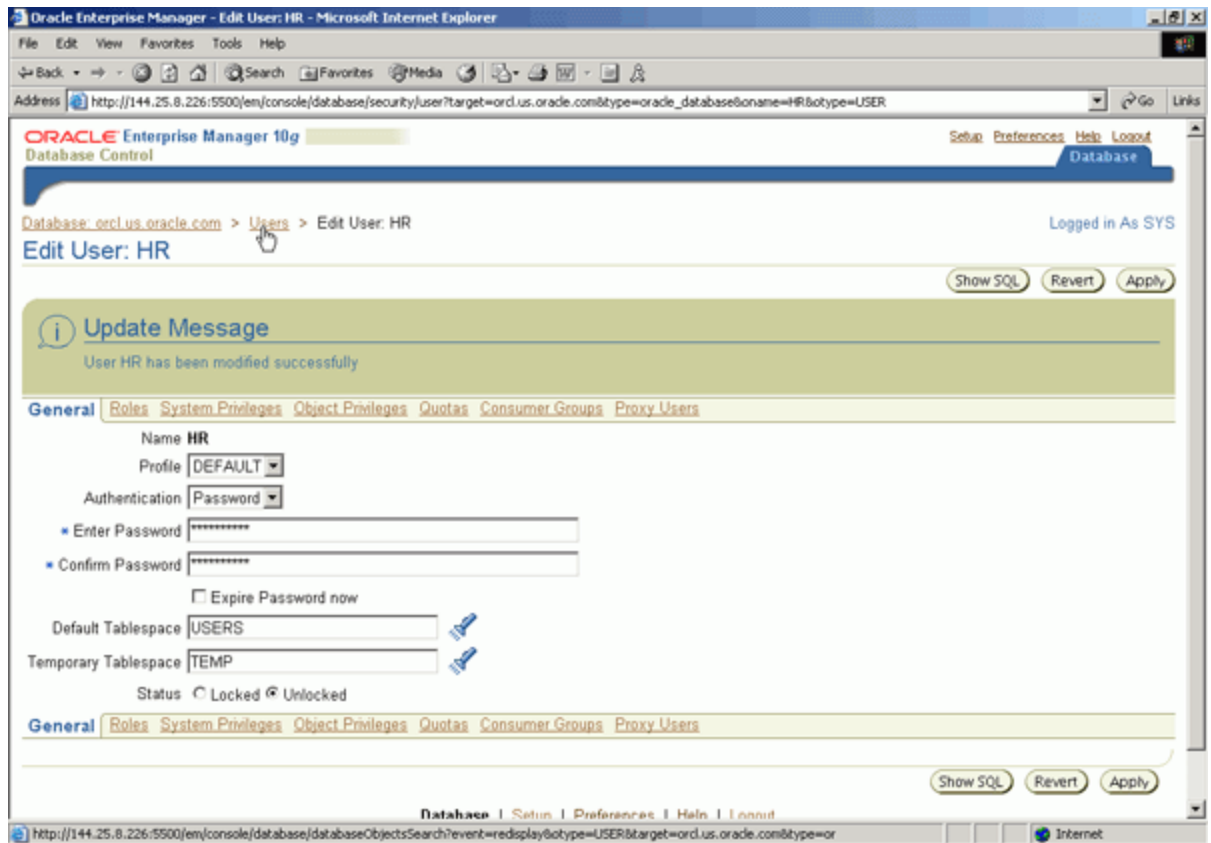 Oracle Enterprise Manager - Edit User: HR - Microsoft Internet Explorer
File Edit View Favorites Tools Help
Back Search Favorites Media
Address http://144.25.8.226:5500/em/console/database/security/user?target=orcl.us.oracle.com&type=oracle_database&oname=HR&otype=USER Go Links
ORACLE Enterprise Manager 10g Setup Preferences Help Logout
Database Control Database
Database: orcl.us.oracle.com > Users > Edit User: HR Logged in As SYS
Edit User: HR
Show SQL Revert Apply
i Update Message
User HR has been modified successfully
General Roles System Privileges Object Privileges Quotas Consumer Groups Proxy Users
Name HR
Profile DEFAULT
Authentication Password
* Enter Password **********
* Confirm Password **********
Expire Password now
Default Tablespace USERS
Temporary Tablespace TEMP
Status Locked Unlocked
General Roles System Privileges Object Privileges Quotas Consumer Groups Proxy Users
Show SQL Revert Apply
Database | Setup | Preferences | Help | Logout
http://144.25.8.226:5500/em/console/database/databaseObjectsSearch?event=redisplay&otype=USER&target=orcl.us.oracle.com&type=or Internet